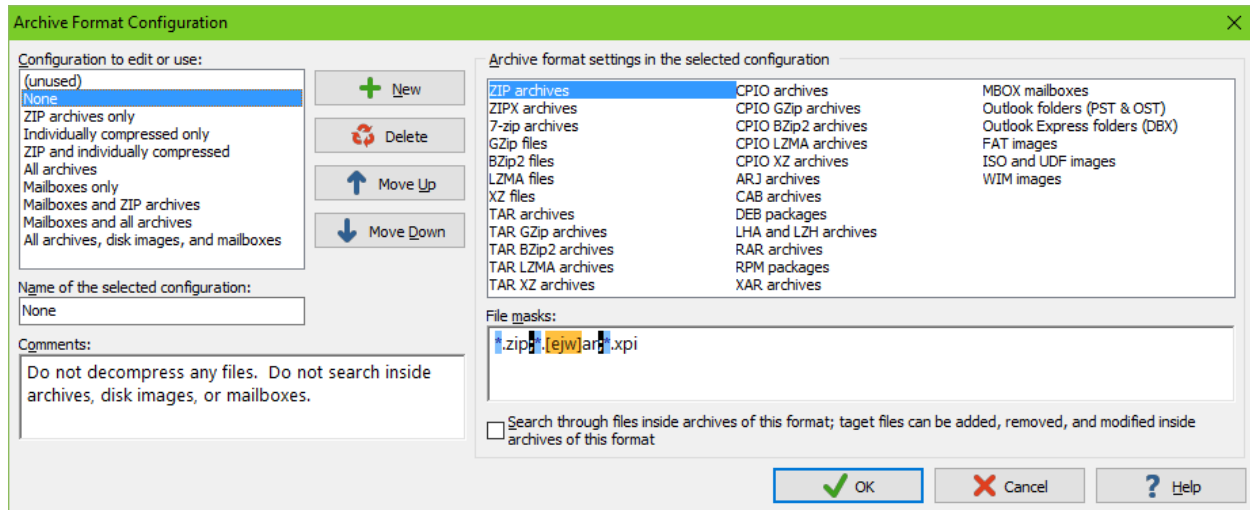 Archive Format Configuration
Configuration to edit or use:
(unused)
None
ZIP archives only
Individually compressed only
ZIP and individually compressed
All archives
Mailboxes only
Mailboxes and ZIP archives
Mailboxes and all archives
All archives, disk images, and mailboxes
New
Delete
Move Up
Move Down
Name of the selected configuration:
None
Comments:
Do not decompress any files. Do not search inside
archives, disk images, or mailboxes.
Archive format settings in the selected configuration
ZIP archives
ZIPX archives
7-zip archives
GZip files
BZip2 files
LZMA files
XZ files
TAR archives
TAR GZip archives
TAR BZip2 archives
TAR LZMA archives
TAR XZ archives
CPIO archives
CPIO GZip archives
CPIO BZip2 archives
CPIO LZMA archives
CPIO XZ archives
ARJ archives
CAB archives
DEB packages
LHA and LZH archives
RAR archives
RPM packages
XAR archives
MBOX mailboxes
Outlook folders (PST & OST)
Outlook Express folders (DBX)
FAT images
ISO and UDF images
WIM images
File masks:
*.zip;*.[ejw]ar;*.xpi
Search through files inside archives of this format; taget files can be added, removed, and modified inside
archives of this format
OK
Cancel
Help